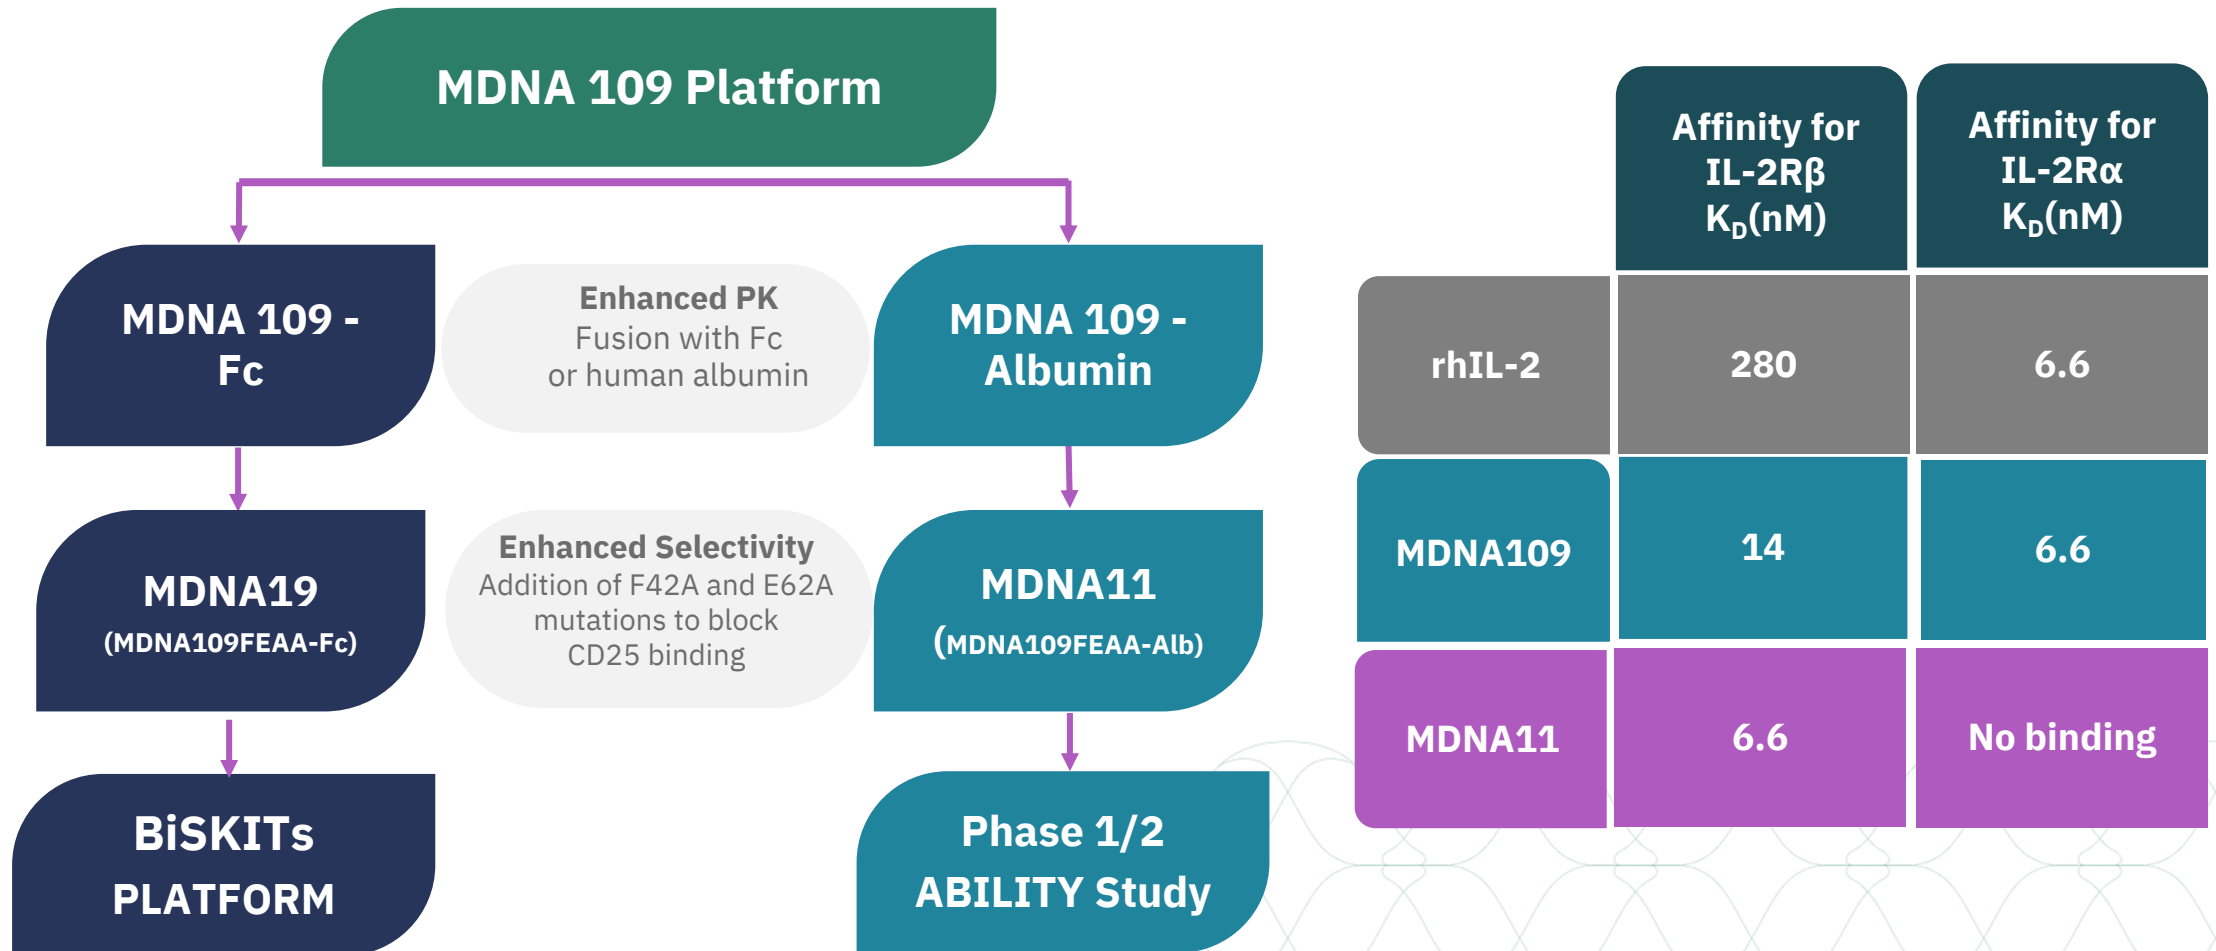 MDNA 109 Platform
MDNA 109 -
Fc
Enhanced PK
Fusion with Fc
or human albumin
MDNA 109 -
Albumin
MDNA19
(MDNA109FEAA-Fc)
Enhanced Selectivity
Addition of F42A and E62A
mutations to block
CD25 binding
MDNA11
(MDNA109FEAA-Alb)
BiSKITs
PLATFORM
Phase 1/2
ABILITY Study
Affinity for
IL-2Rβ
KD(nM)
Affinity for
IL-2Rα
KD(nM)
rhIL-2
280
6.6
MDNA109
14
6.6
MDNA11
6.6
No binding